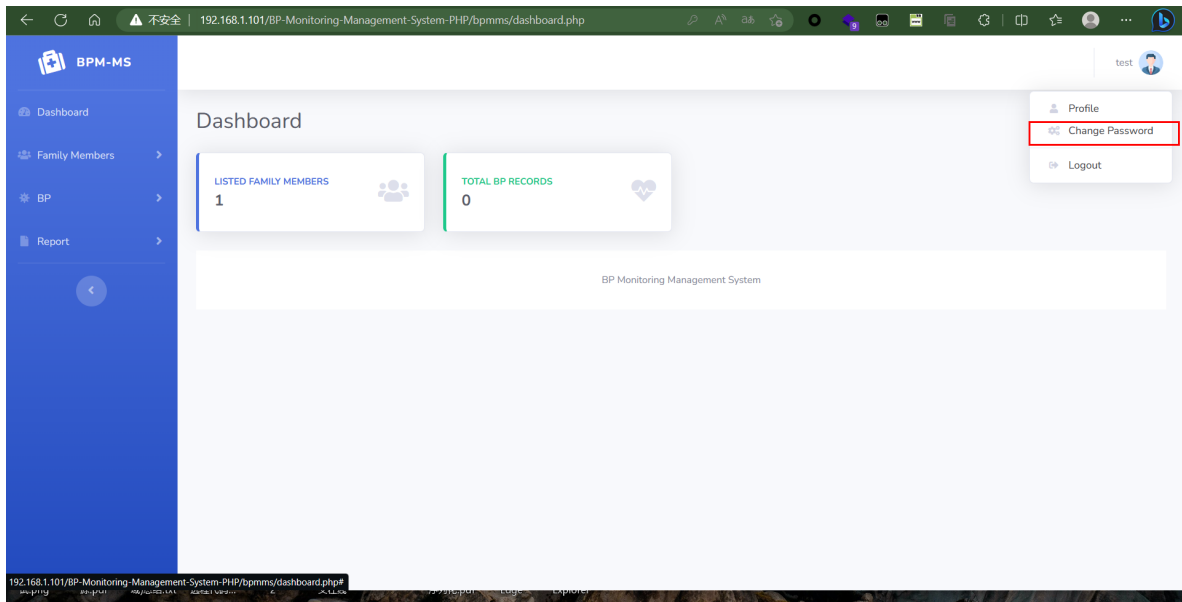 不安全 192.168.1.101/BP-Monitoring-Management-System-PHP/bpmms/dashboard.php
9
BPM-MS
test
Dashboard
Family Members
BP
Report
Dashboard
Profile
Change Password
Logout
LISTED FAMILY MEMBERS
1
TOTAL BP RECORDS
0
BP Monitoring Management System
192.168.1.101/BP-Monitoring-Management-System-PHP/bpmms/dashboard.php#